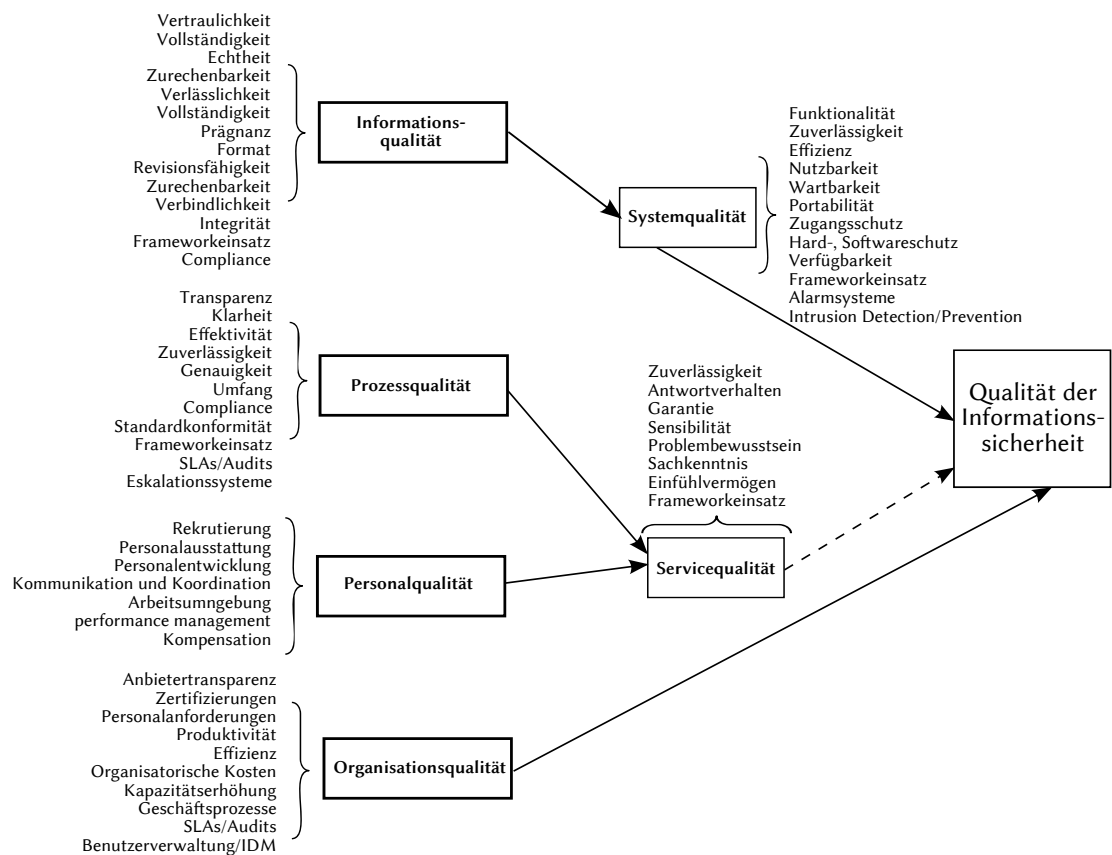 Vertraulichkeit
Vollständigkeit
Echtheit
Zurechenbarkeit
Verlässlichkeit
Vollständigkeit
Prägnanz
Format
Revisionsfähigkeit
Zurechenbarkeit
Verbindlichkeit
Integrität
Frameworkeinsatz
Compliance
Informations-
qualität
Funktionalität
Zuverlässigkeit
Effizienz
Nutzbarkeit
Wartbarkeit
Portabilität
Zugangsschutz
Hard-, Softwareschutz
Verfügbarkeit
Frameworkeinsatz
Alarmsysteme
Intrusion Detection/Prevention
Systemqualität
Transparenz
Klarheit
Effektivität
Zuverlässigkeit
Genauigkeit
Umfang
Compliance
Standardkonformität
Frameworkeinsatz
SLAs/Audits
Eskalationssysteme
Prozessqualität
Zuverlässigkeit
Antwortverhalten
Garantie
Sensibilität
Problembewusstsein
Sachkenntnis
Einfühlvermögen
Frameworkeinsatz
Qualität der
Informations-
sicherheit
Rekrutierung
Personalausstattung
Personalentwicklung
Kommunikation und Koordination
Arbeitsumngebung
performance management
Kompensation
Personalqualität
Servicequalität
Anbietertransparenz
Zertifizierungen
Personalanforderungen
Produktivität
Effizienz
Organisatorische Kosten
Kapazitätserhöhung
Geschäftsprozesse
SLAs/Audits
Benutzerverwaltung/IDM
Organisationsqualität